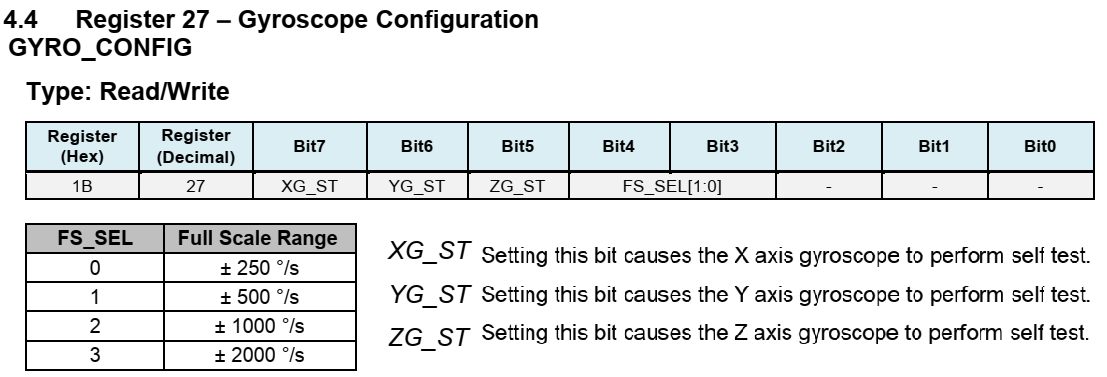 4.4 Register 27 – Gyroscope Configuration
GYRO_CONFIG
Type: Read/Write
Register (Hex) Register (Decimal) Bit7 Bit6 Bit5 Bit4 Bit3 Bit2 Bit1 Bit0
1B 27 XG_ST YG_ST ZG_ST FS_SEL[1:0] - - -
FS_SEL Full Scale Range
0 ± 250 °/s
1 ± 500 °/s
2 ± 1000 °/s
3 ± 2000 °/s
XG_ST Setting this bit causes the X axis gyroscope to perform self test.
YG_ST Setting this bit causes the Y axis gyroscope to perform self test.
ZG_ST Setting this bit causes the Z axis gyroscope to perform self test.